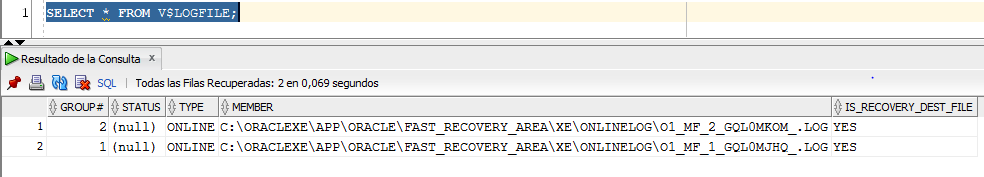 1 SELECT * FROM V$LOGFILE;
Resultado de la Consulta x
SQL | Todas las Filas Recuperadas: 2 en 0,069 segundos
GROUP# STATUS TYPE MEMBER IS_RECOVERY_DEST_FILE
1 2 (null) ONLINE C:\ORACLEXE\APP\ORACLE\FAST_RECOVERY_AREA\XE\ONLINELOG\O1_MF_2_GQL0MKOM_.LOG YES
2 1 (null) ONLINE C:\ORACLEXE\APP\ORACLE\FAST_RECOVERY_AREA\XE\ONLINELOG\O1_MF_1_GQL0MJHQ_.LOG YES